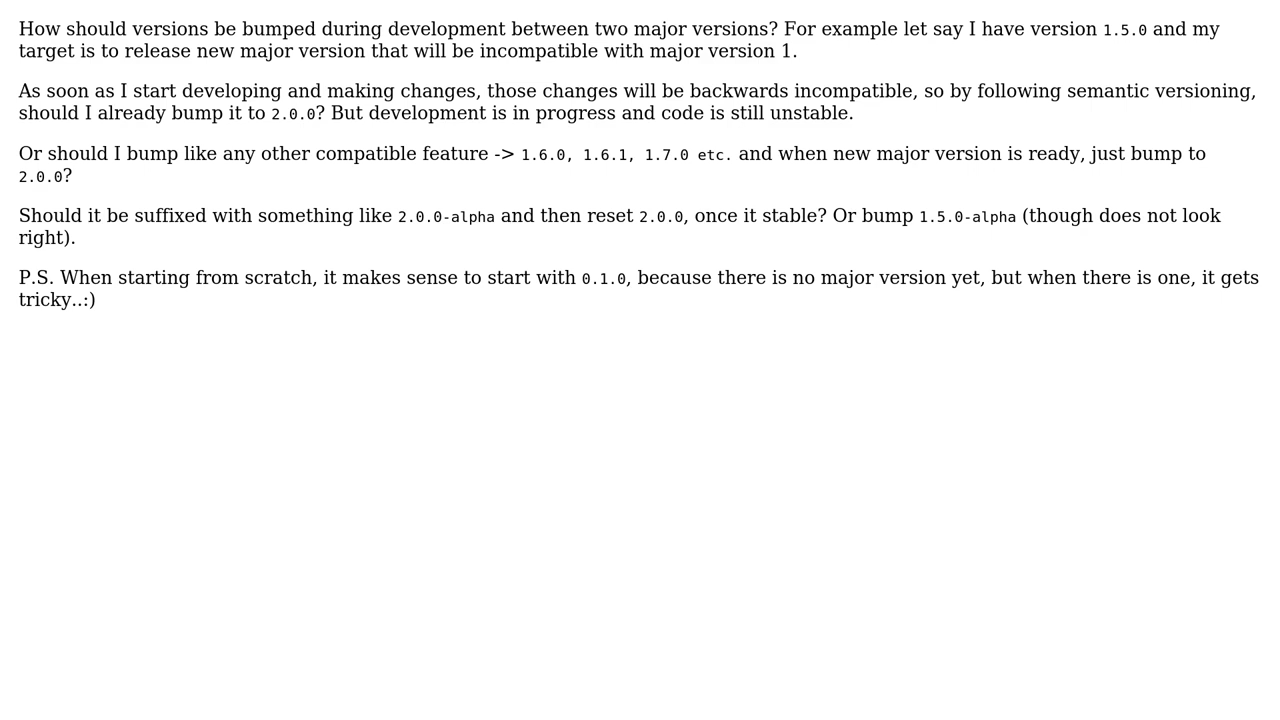 How should versions be bumped during development between two major versions? For example let say I have version 1.5.0 and my
target is to release new major version that will be incompatible with major version 1.
As soon as I start developing and making changes, those changes will be backwards incompatible, so by following semantic versioning,
should I already bump it to 2.0.0? But development is in progress and code is still unstable.
Or should I bump like any other compatible feature -> 1.6.0, 1.6.1, 1.7.0 etc. and when new major version is ready, just bump to
2.0.0?
Should it be suffixed with something like 2.0.0-alpha and then reset 2.0.0, once it stable? Or bump 1.5.0-alpha (though does not look
right).
P.S. When starting from scratch, it makes sense to start with 0.1.0, because there is no major version yet, but when there is one, it gets
tricky..:)